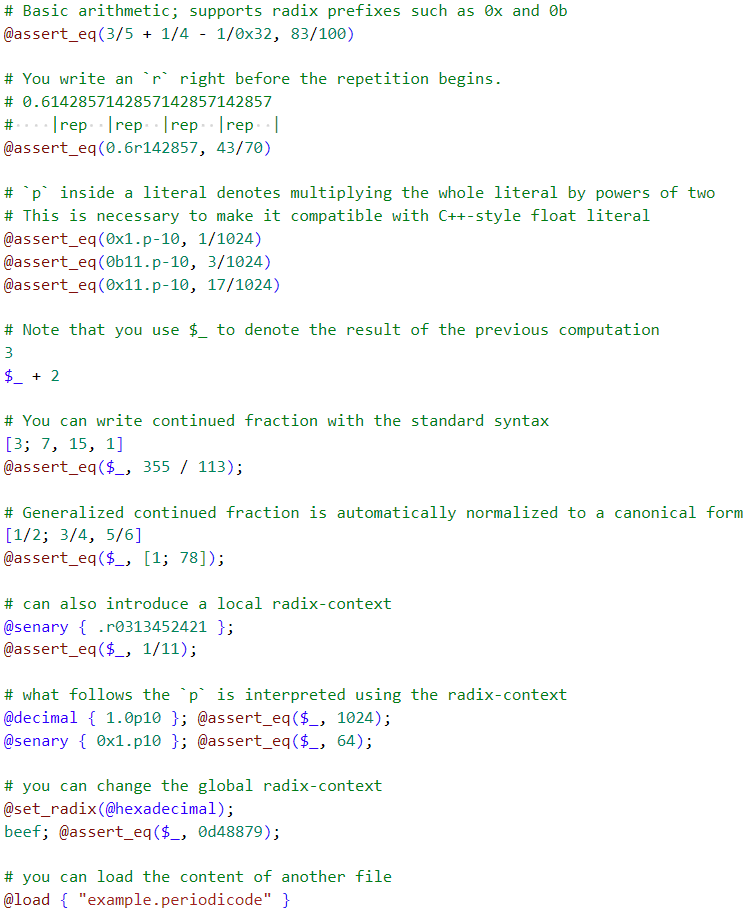 # Basic arithmetic; supports radix prefixes such as 0x and 0b
@assert_eq(3/5 + 1/4 - 1/0x32, 83/100)
# You write an `r` right before the repetition begins.
# 0.6142857142857142857142857
#····|rep··|rep··|rep··|rep··|
@assert_eq(0.6r142857, 43/70)
# `p` inside a literal denotes multiplying the whole literal by powers of two
# This is necessary to make it compatible with C++-style float literal
@assert_eq(0x1.p-10, 1/1024)
@assert_eq(0b11.p-10, 3/1024)
@assert_eq(0x11.p-10, 17/1024)
# Note that you use $_ to denote the result of the previous computation
3
$_ + 2
# You can write continued fraction with the standard syntax
[3; 7, 15, 1]
@assert_eq($_, 355 / 113);
# Generalized continued fraction is automatically normalized to a canonical form
[1/2; 3/4, 5/6]
@assert_eq($_, [1; 78]);
# can also introduce a local radix-context
@senary { .r0313452421 };
@assert_eq($_, 1/11);
# what follows the `p` is interpreted using the radix-context
@decimal { 1.0p10 }; @assert_eq($_, 1024);
@senary { 0x1.p10 }; @assert_eq($_, 64);
# you can change the global radix-context
@set_radix(@hexadecimal);
beef; @assert_eq($_, 0d48879);
# you can load the content of another file
@load { "example.periodicode" }